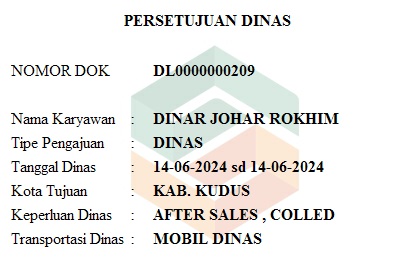 PERSETUJUAN DINAS
NOMOR DOK DL0000000209
Nama Karyawan : DINAR JOHAR ROKHIM
Tipe Pengajuan : DINAS
Tanggal Dinas : 14-06-2024 sd 14-06-2024
Kota Tujuan : KAB. KUDUS
Keperluan Dinas : AFTER SALES , COLLED
Transportasi Dinas : MOBIL DINAS